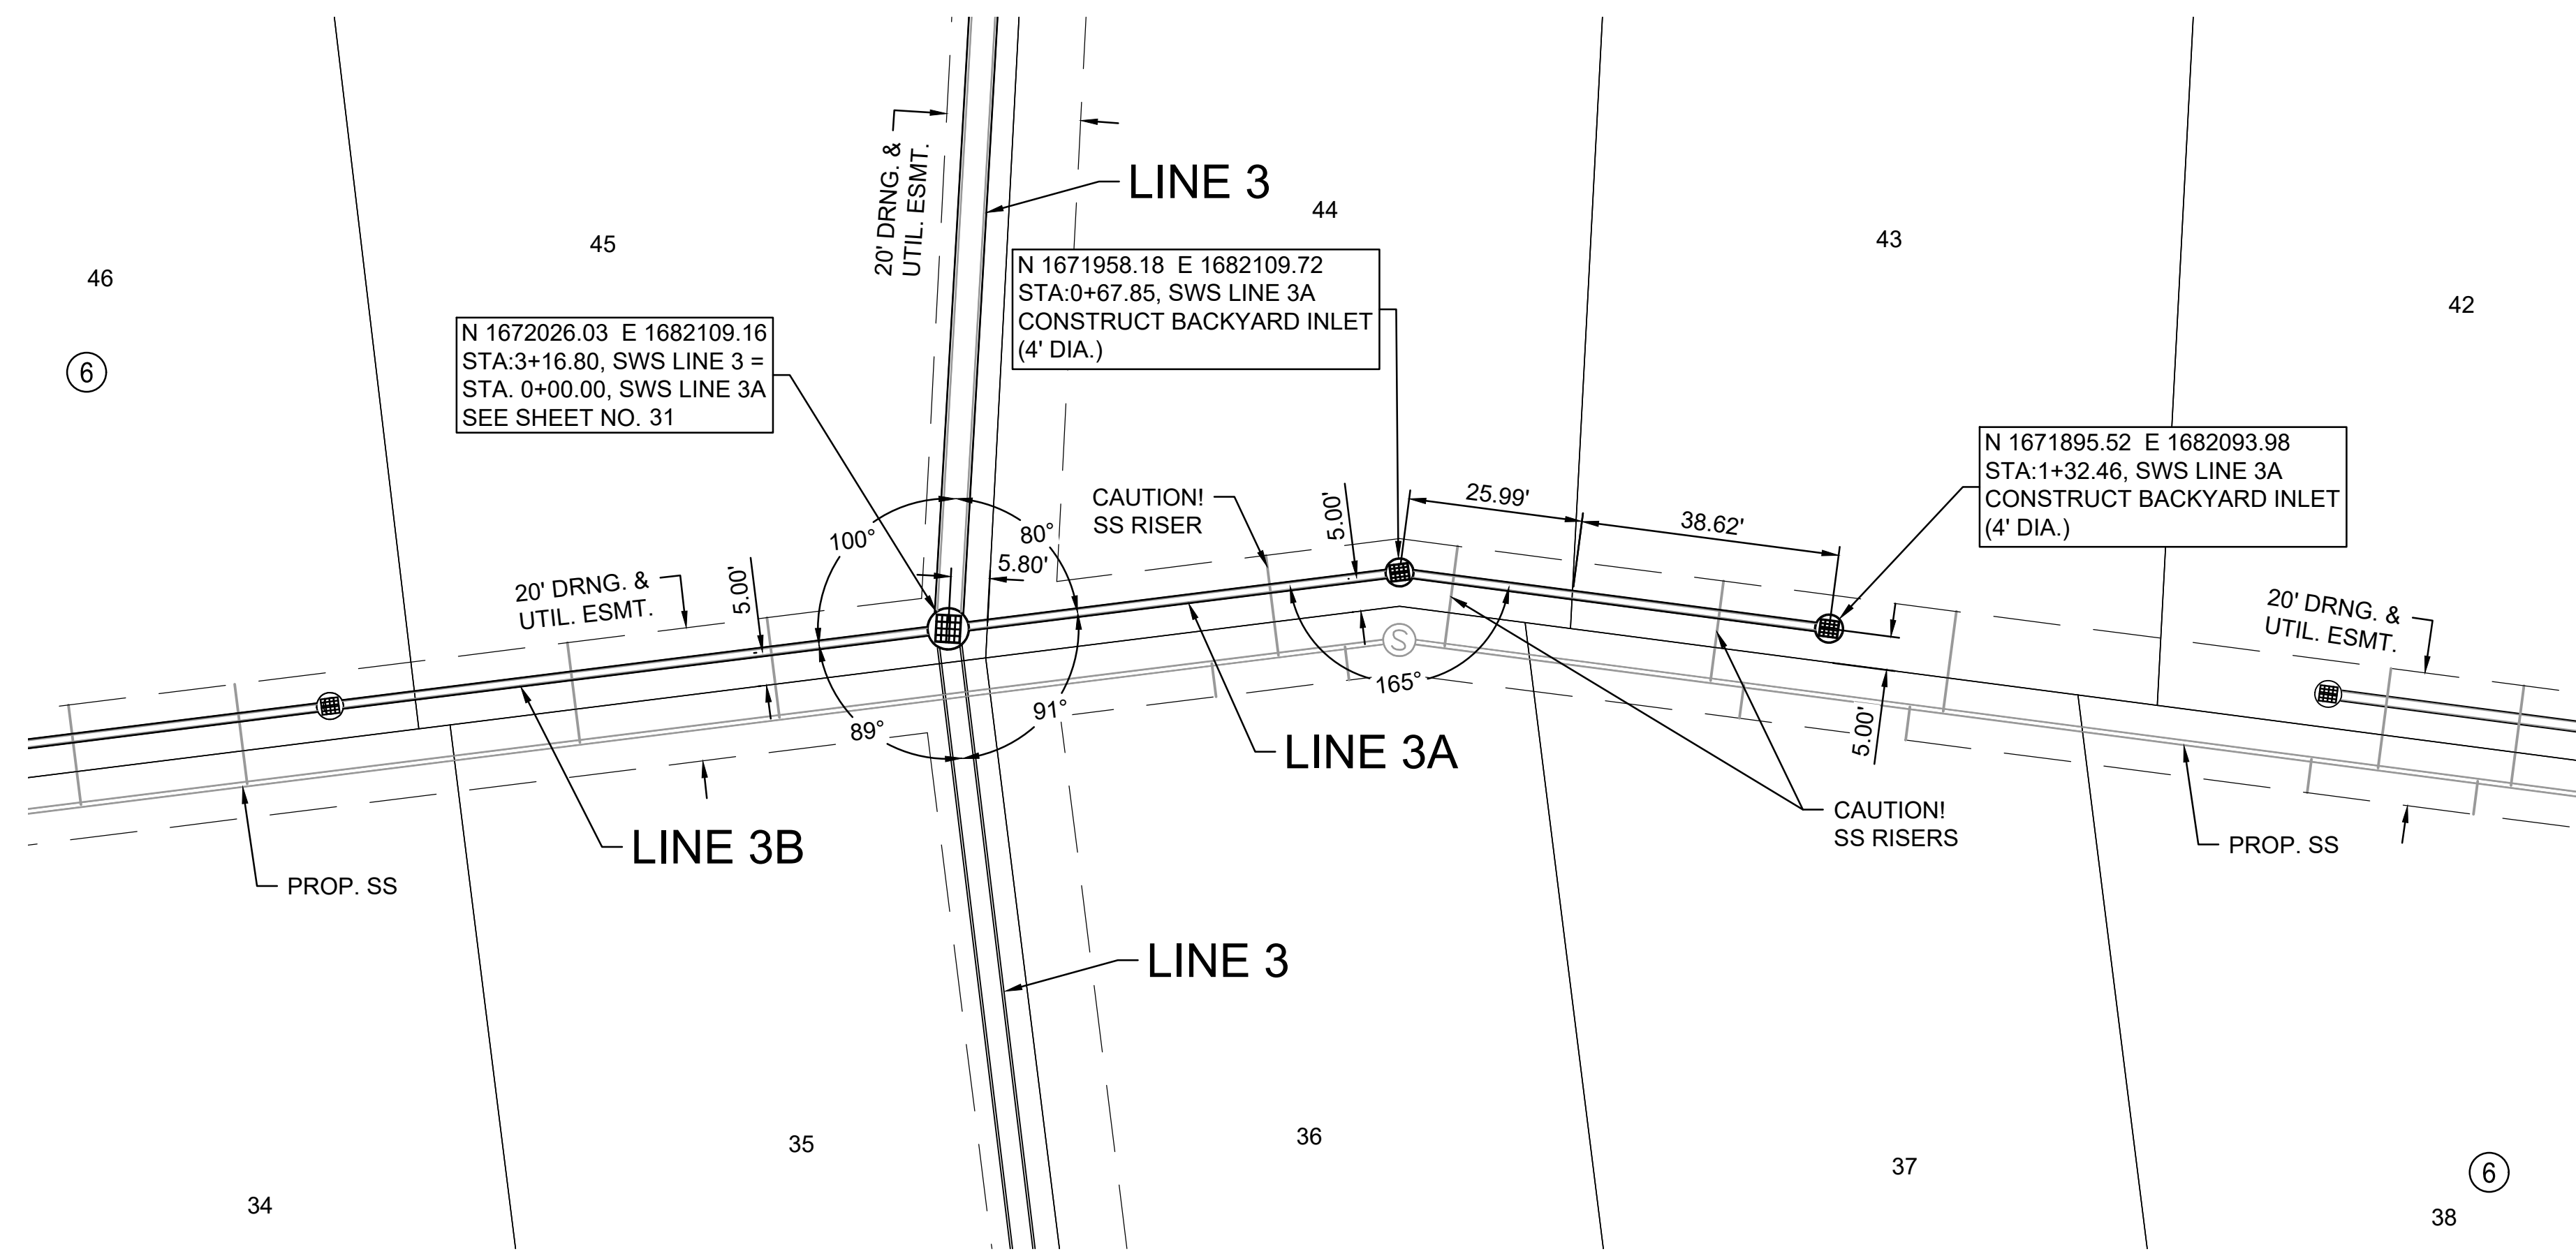 20' DRNG. &
UTIL. ESMT.
LINE 3
44
43
45
46
42
N 1671958.18  E 1682109.72
STA:0+67.85, SWS LINE 3A
CONSTRUCT BACKYARD INLET
(4' DIA.)
N 1672026.03  E 1682109.16
STA:3+16.80, SWS LINE 3 =
STA. 0+00.00, SWS LINE 3A
SEE SHEET NO. 31
6
N 1671895.52  E 1682093.98
STA:1+32.46, SWS LINE 3A
CONSTRUCT BACKYARD INLET
(4' DIA.)
CAUTION!
SS RISER
5.00'
25.99'
38.62'
100°
80°
5.80'
20' DRNG. &
UTIL. ESMT.
5.00'
20' DRNG. &
UTIL. ESMT.
S
165°
91°
89°
5.00'
LINE 3A
LINE 3B
CAUTION!
SS RISERS
PROP. SS
PROP. SS
LINE 3
35
36
37
6
34
38